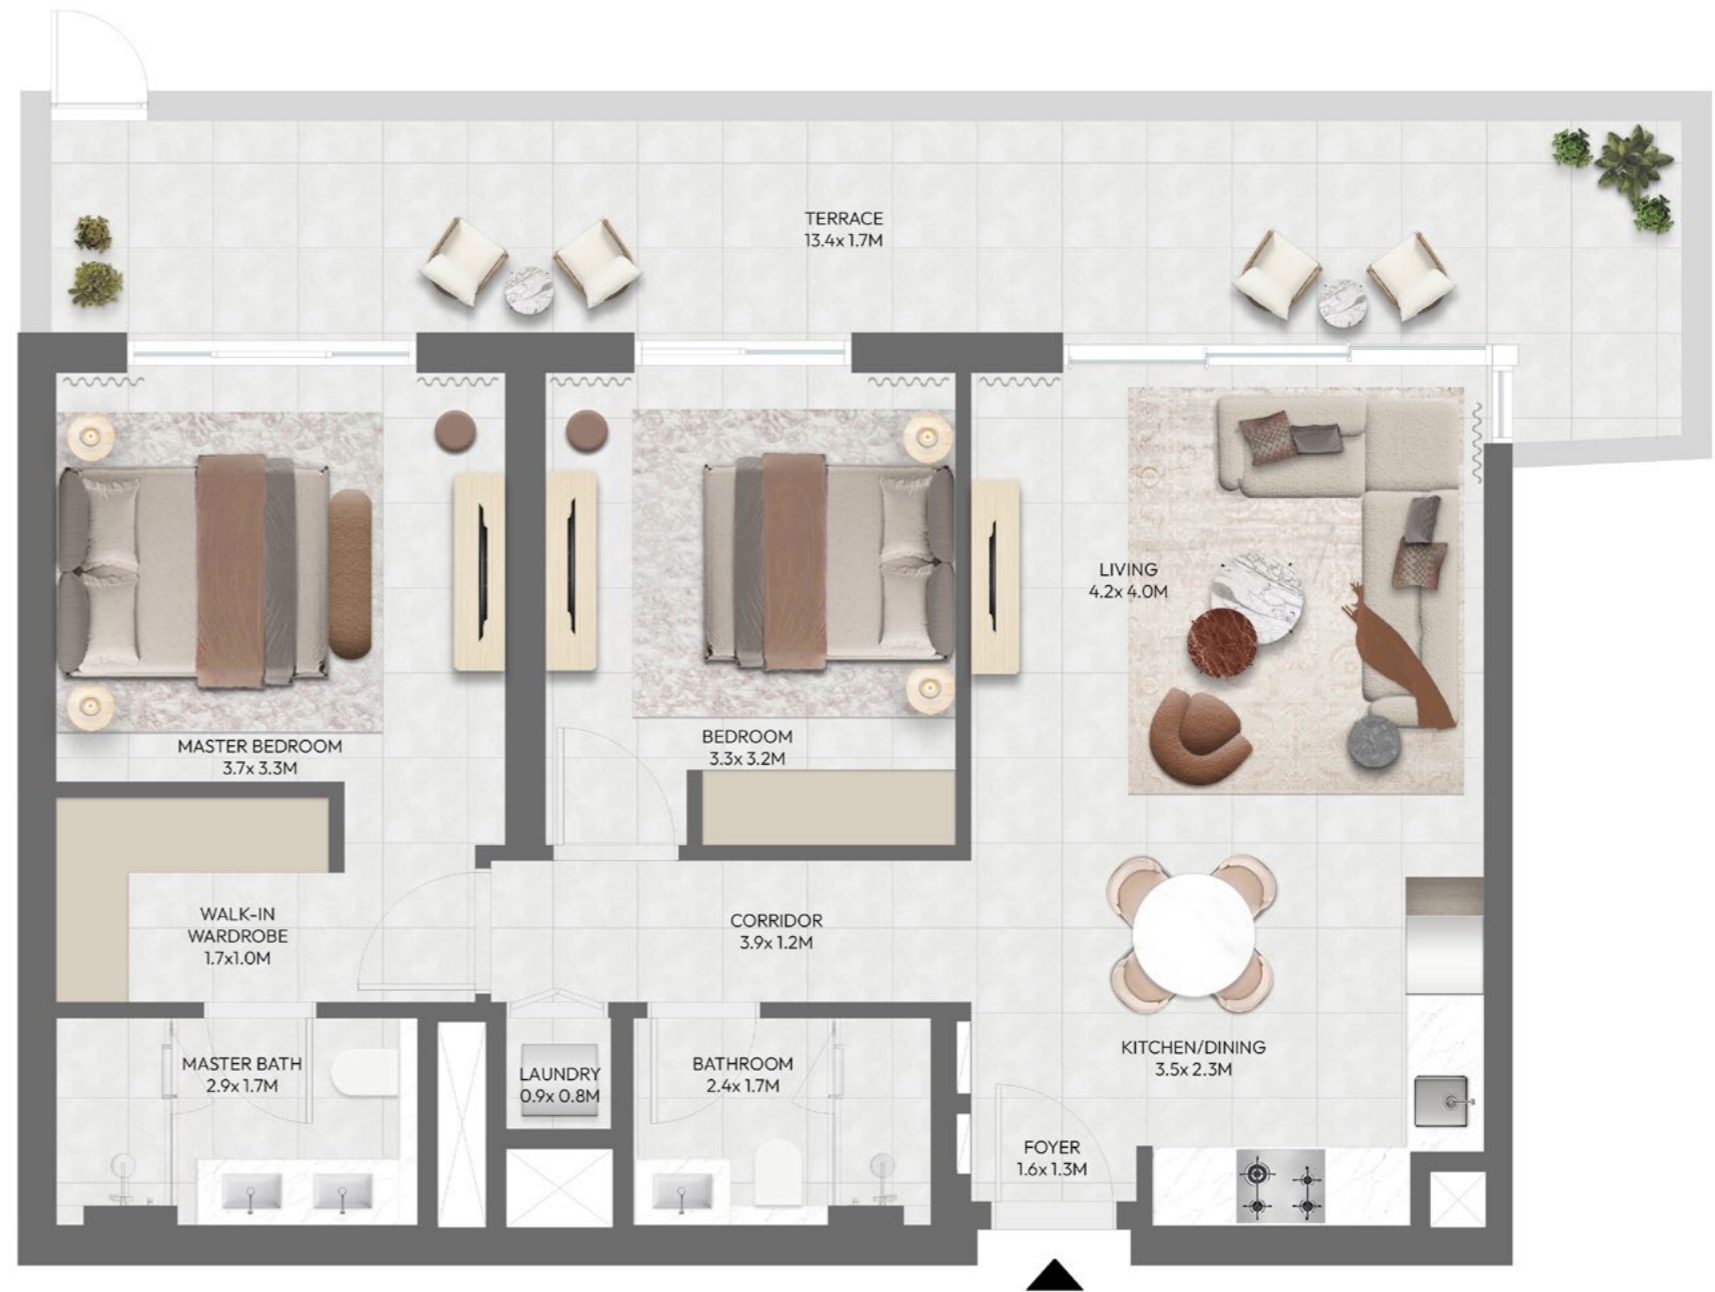 TERRACE
13.4x 1.7M
LIVING
4.2x 4.0M
MASTER BEDROOM
3.7x 3.3M
BEDROOM
3.3x 3.2M
WALK-IN
WARDROBE
1.7x1.0M
CORRIDOR
3.9x 1.2M
KITCHEN/DINING
3.5x 2.3M
MASTER BATH
2.9x 1.7M
LAUNDRY
0.9x 0.8M
BATHROOM
2.4x 1.7M
FOYER
1.6x 1.3M